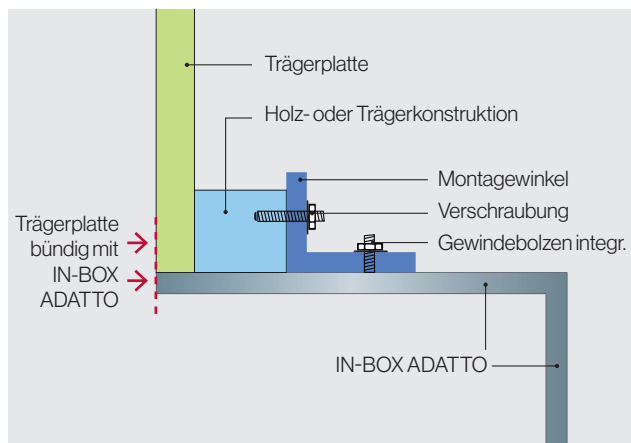 Trägerplatte
Holz- oder Trägerkonstruktion
Montagewinkel
Verschraubung
Gewindebolzen integr.
Trägerplatte
bündig mit
IN-BOX
ADATTO
IN-BOX ADATTO